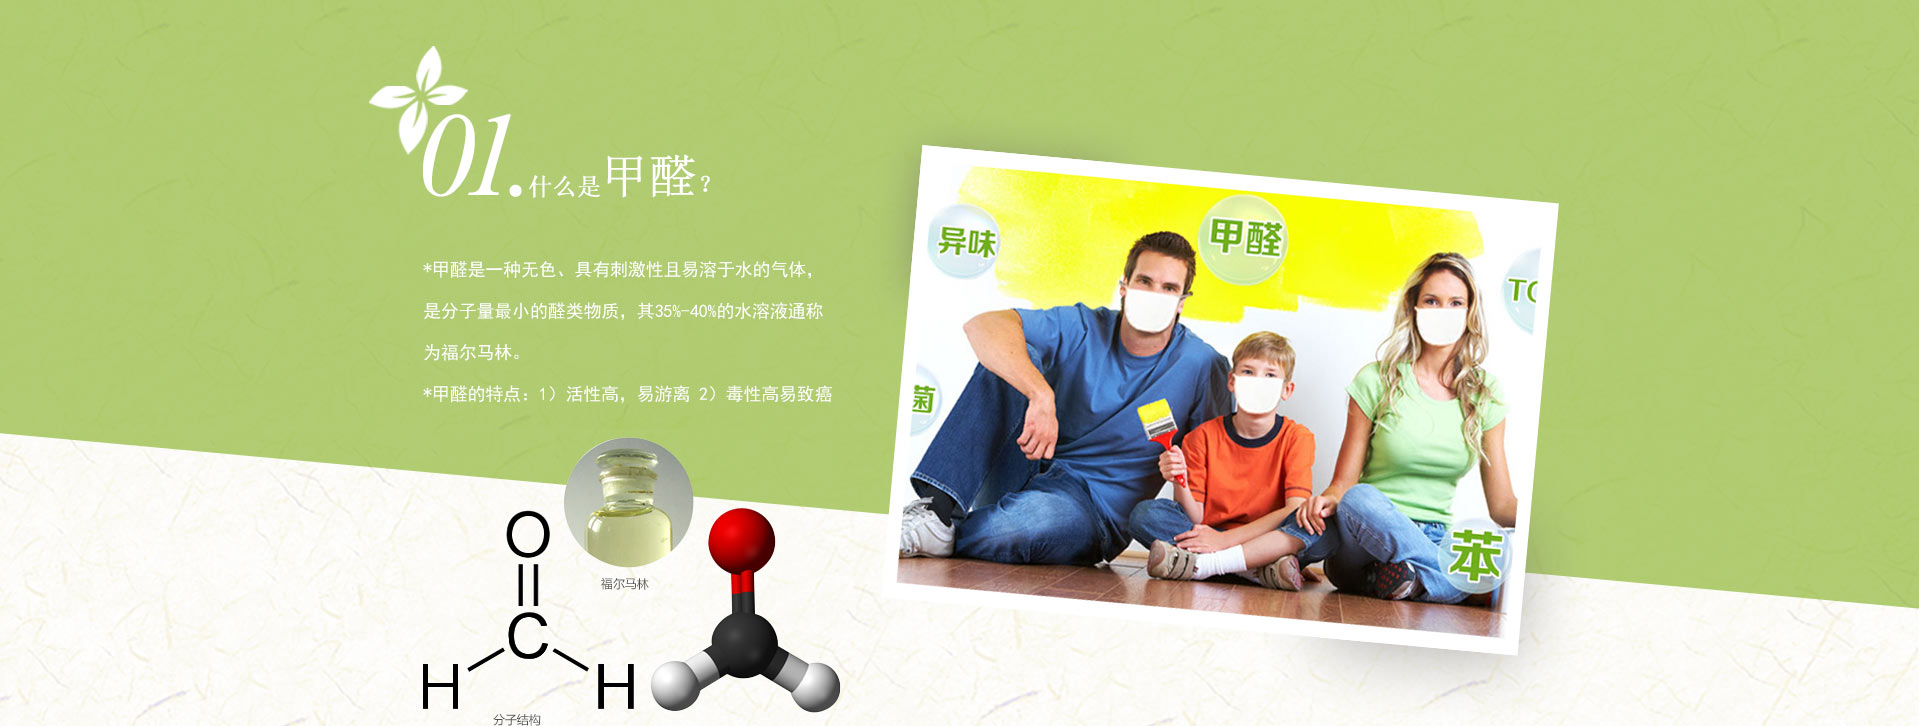 01.什么是甲醛？
*甲醛是一种无色、具有刺激性且易溶于水的气体，
是分子量最小的醛类物质，其35%-40%的水溶液通称
为福尔马林。
*甲醛的特点：1）活性高，易游离 2）毒性高易致癌
异味
甲醛
TC
菌
苯
福尔马林
O
C
H
H
分子结构